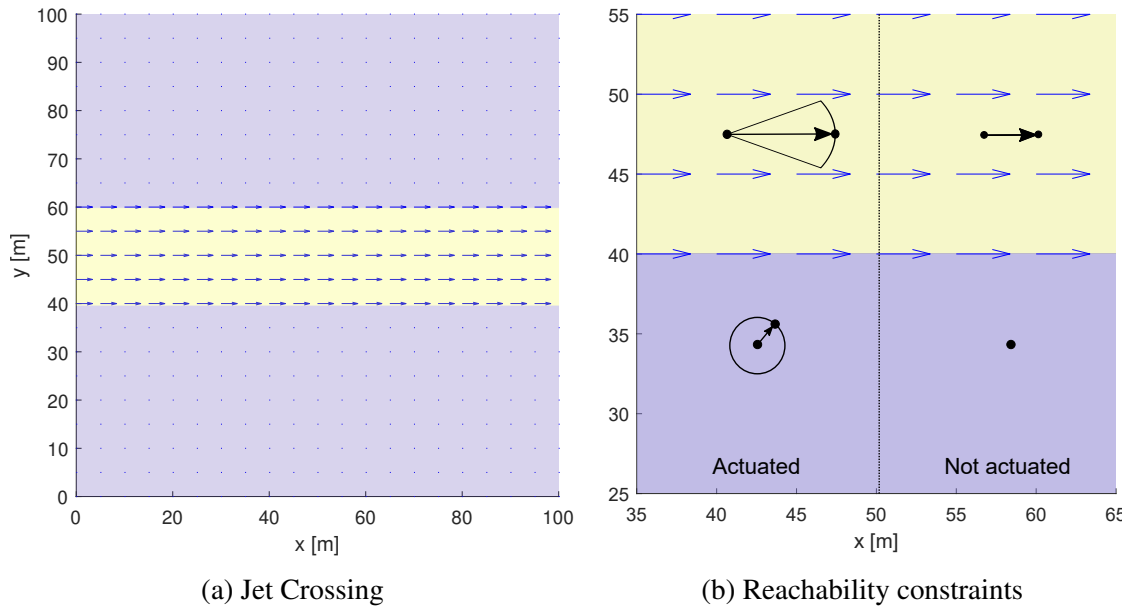 100
90
80
70
60
50
40
30
20
10
0
y [m]
0 20 40 60 80 100
x [m]
(a) Jet Crossing
55
50
45
40
35
30
25
Actuated Not actuated
35 40 45 50 55 60 65
x [m]
(b) Reachability constraints